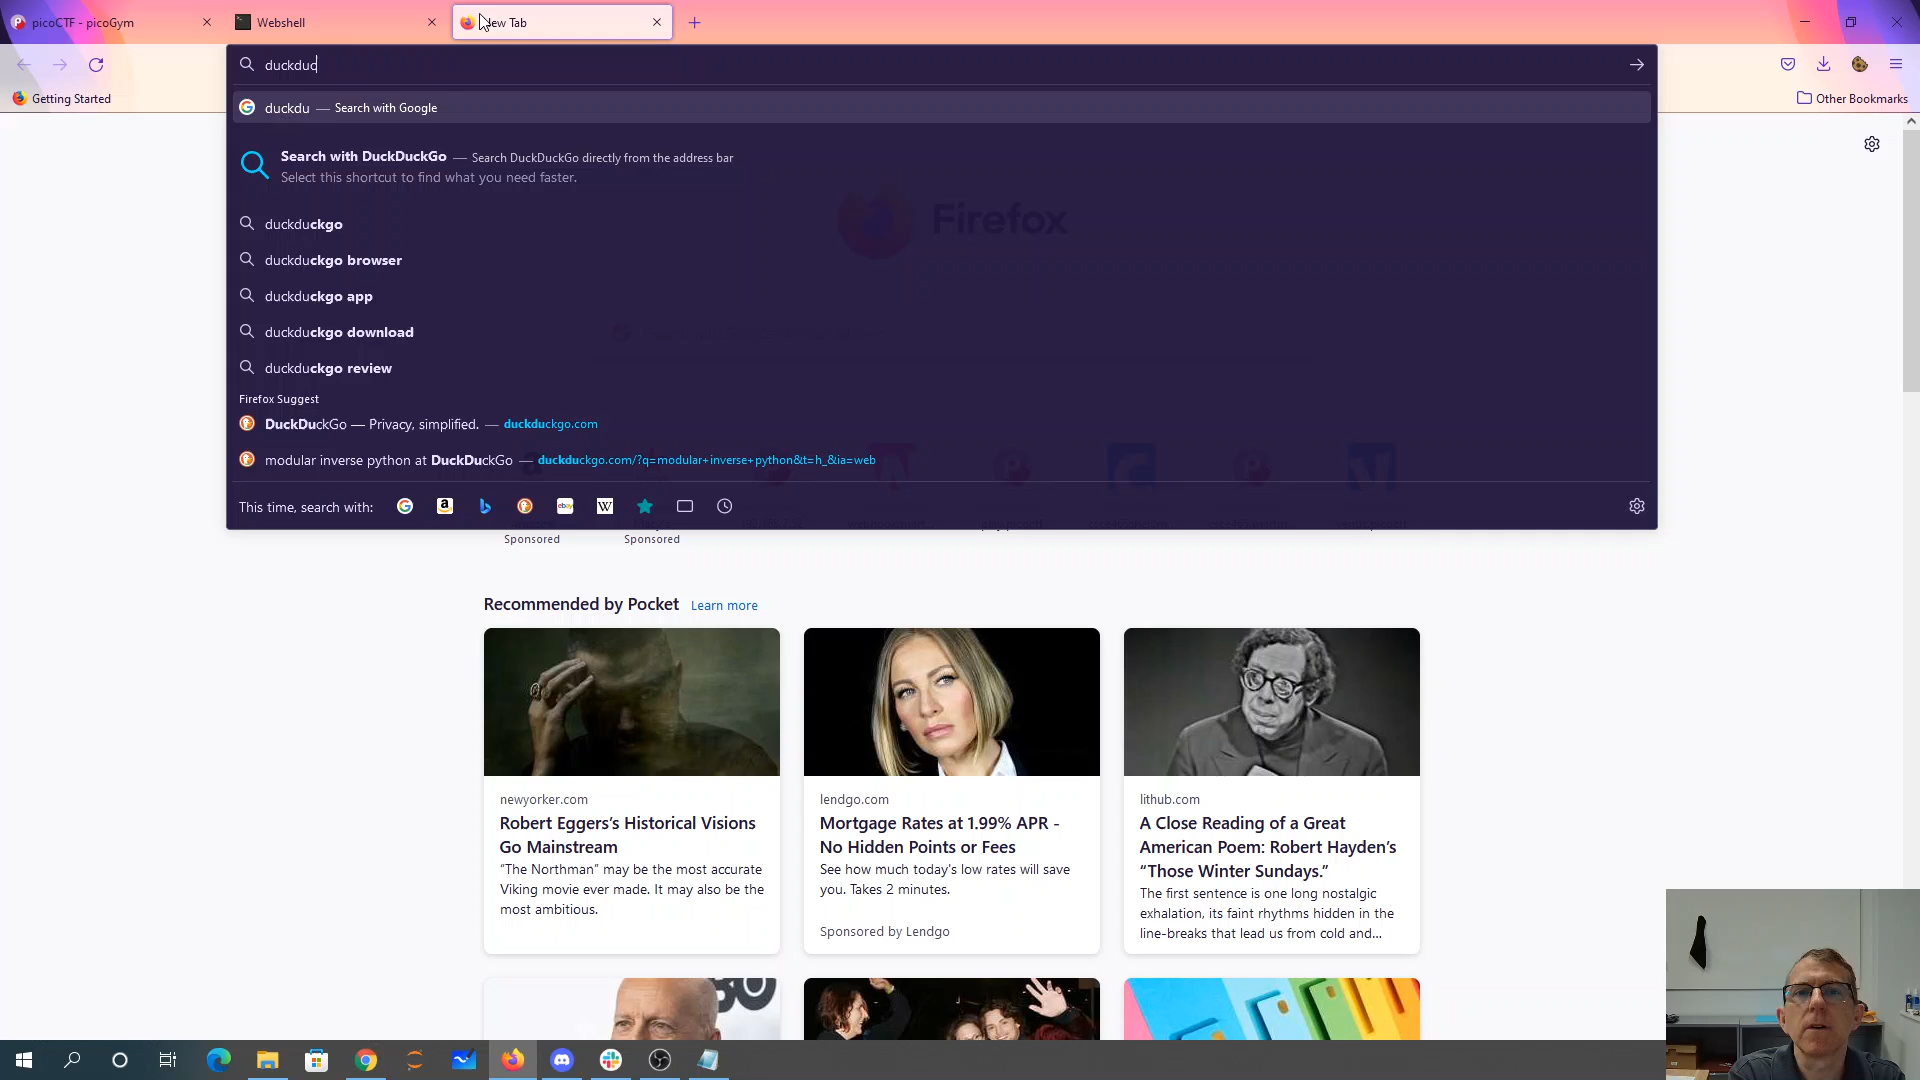 picoCTF - picoGym
Webshell
New Tab
duckduc
Getting Started
Other Bookmarks
duckdu — Search with Google
Search with DuckDuckGo — Search DuckDuckGo directly from the address bar
Select this shortcut to find what you need faster.
Firefox
duckduckgo
duckduckgo browser
duckduckgo app
duckduckgo download
duckduckgo review
Firefox Suggest
DuckDuckGo — Privacy, simplified. — duckduckgo.com
modular inverse python at DuckDuckGo — duckduckgo.com/?q=modular+inverse+python&t=h_&ia=web
This time, search with:
Sponsored
Sponsored
Recommended by Pocket Learn more
newyorker.com
Robert Eggers’s Historical Visions
Go Mainstream
“The Northman” may be the most accurate
Viking movie ever made. It may also be the
most ambitious.
lendgo.com
Mortgage Rates at 1.99% APR -
No Hidden Points or Fees
See how much today's low rates will save
you. Takes 2 minutes.
Sponsored by Lendgo
lithub.com
A Close Reading of a Great
American Poem: Robert Hayden’s
“Those Winter Sundays.”
The first sentence is one long nostalgic
exhalation, its faint rhythms hidden in the
line-breaks that lead us from cold and...